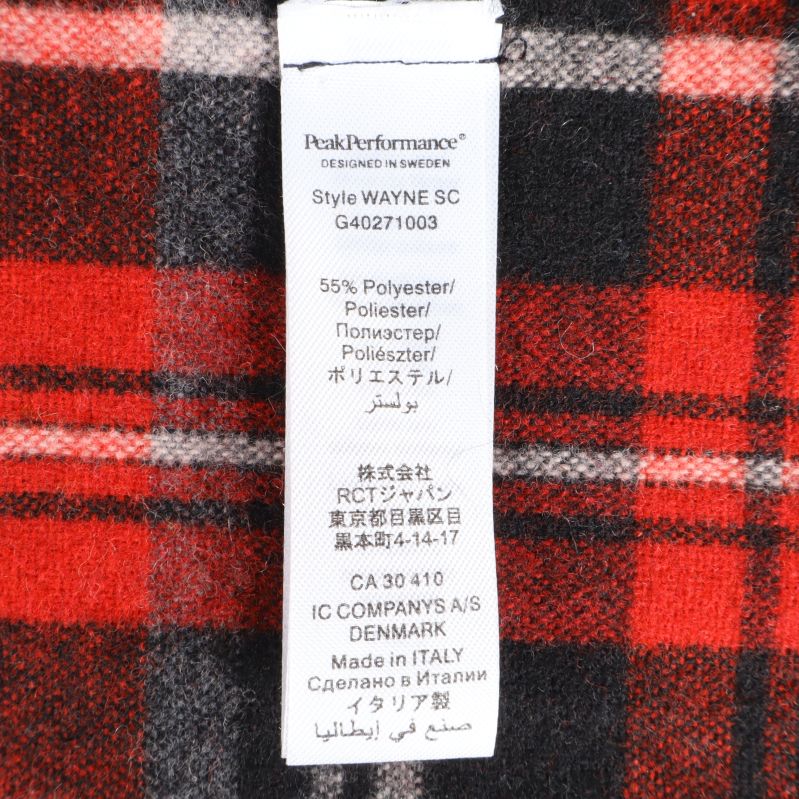 PeakPerformance®
DESIGNED IN SWEDEN
Style WAYNE SC
G40271003
55% Polyester/
Poliester/
Полиэстер/
Poliészter/
ポリエステル/
بولستر
株式会社
RCTジャパン
東京都目黒区目
黒本町4-14-17
CA 30 410
IC COMPANYS A/S
DENMARK
Made in ITALY
Сделано в Италии
イタリア製
صنع في إيطاليا